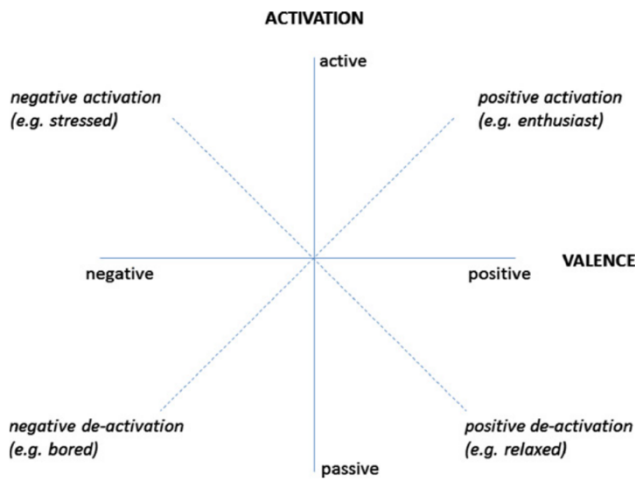 ACTIVATION
active
negative activation
(e.g. stressed)
positive activation
(e.g. enthusiast)
negative
positive
VALENCE
negative de-activation
(e.g. bored)
positive de-activation
(e.g. relaxed)
passive